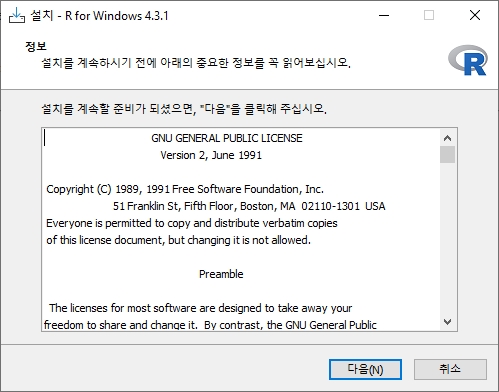 설치 - R for Windows 4.3.1
정보
설치를 계속하시기 전에 아래의 중요한 정보를 꼭 읽어보십시오.
R
설치를 계속할 준비가 되셨으면, "다음"을 클릭해 주십시오.
GNU GENERAL PUBLIC LICENSE
Version 2, June 1991
Copyright (C) 1989, 1991 Free Software Foundation, Inc.
51 Franklin St, Fifth Floor, Boston, MA  02110-1301  USA
Everyone is permitted to copy and distribute verbatim copies
of this license document, but changing it is not allowed.
Preamble
The licenses for most software are designed to take away your
freedom to share and change it.  By contrast, the GNU General Public
다음(N)
취소